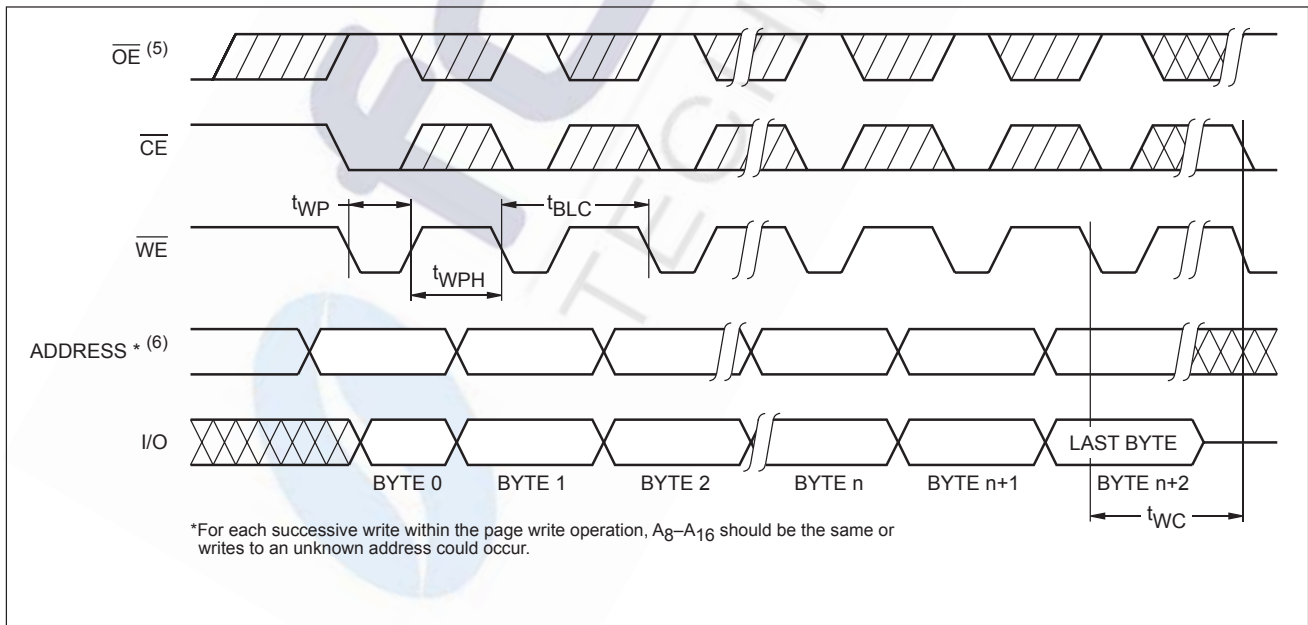 OE (5)
CE
tWP
tBLC
WE
tWPH
ADDRESS * (6)
I/O
LAST BYTE
BYTE 0 BYTE 1 BYTE 2 BYTE n BYTE n+1 BYTE n+2
tWC
*For each successive write within the page write operation, A8–A16 should be the same or
writes to an unknown address could occur.